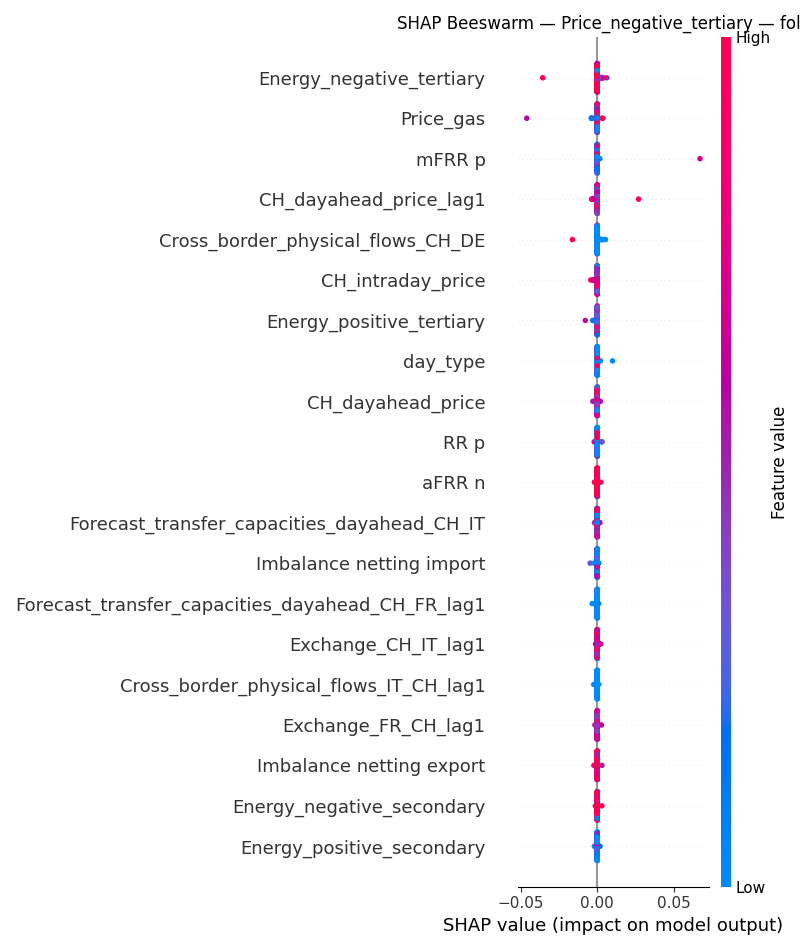 SHAP Beeswarm — Price_negative_tertiary — fol
High
Energy_negative_tertiary
Price_gas
mFRR p
CH_dayahead_price_lag1
Cross_border_physical_flows_CH_DE
CH_intraday_price
Energy_positive_tertiary
day_type
CH_dayahead_price
RR p
aFRR n
Forecast_transfer_capacities_dayahead_CH_IT
Imbalance netting import
Forecast_transfer_capacities_dayahead_CH_FR_lag1
Exchange_CH_IT_lag1
Cross_border_physical_flows_IT_CH_lag1
Exchange_FR_CH_lag1
Imbalance netting export
Energy_negative_secondary
Energy_positive_secondary
Feature value
Low
−0.05 0.00 0.05
SHAP value (impact on model output)